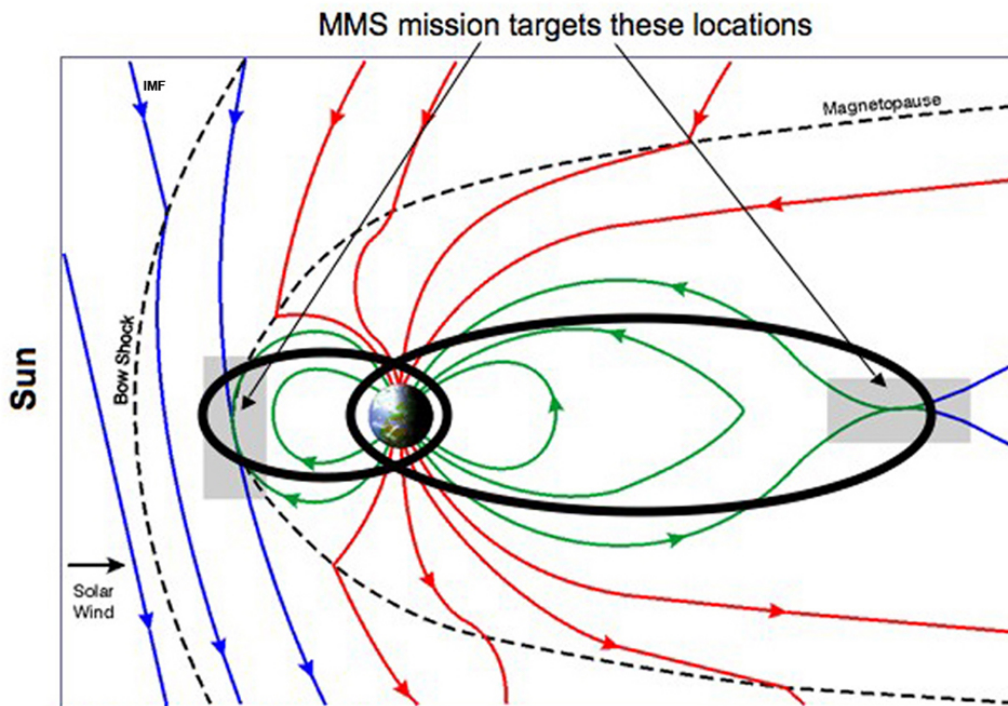 MMS mission targets these locations
IMF
Magnetopause
Bow Shock
Sun
Solar
Wind